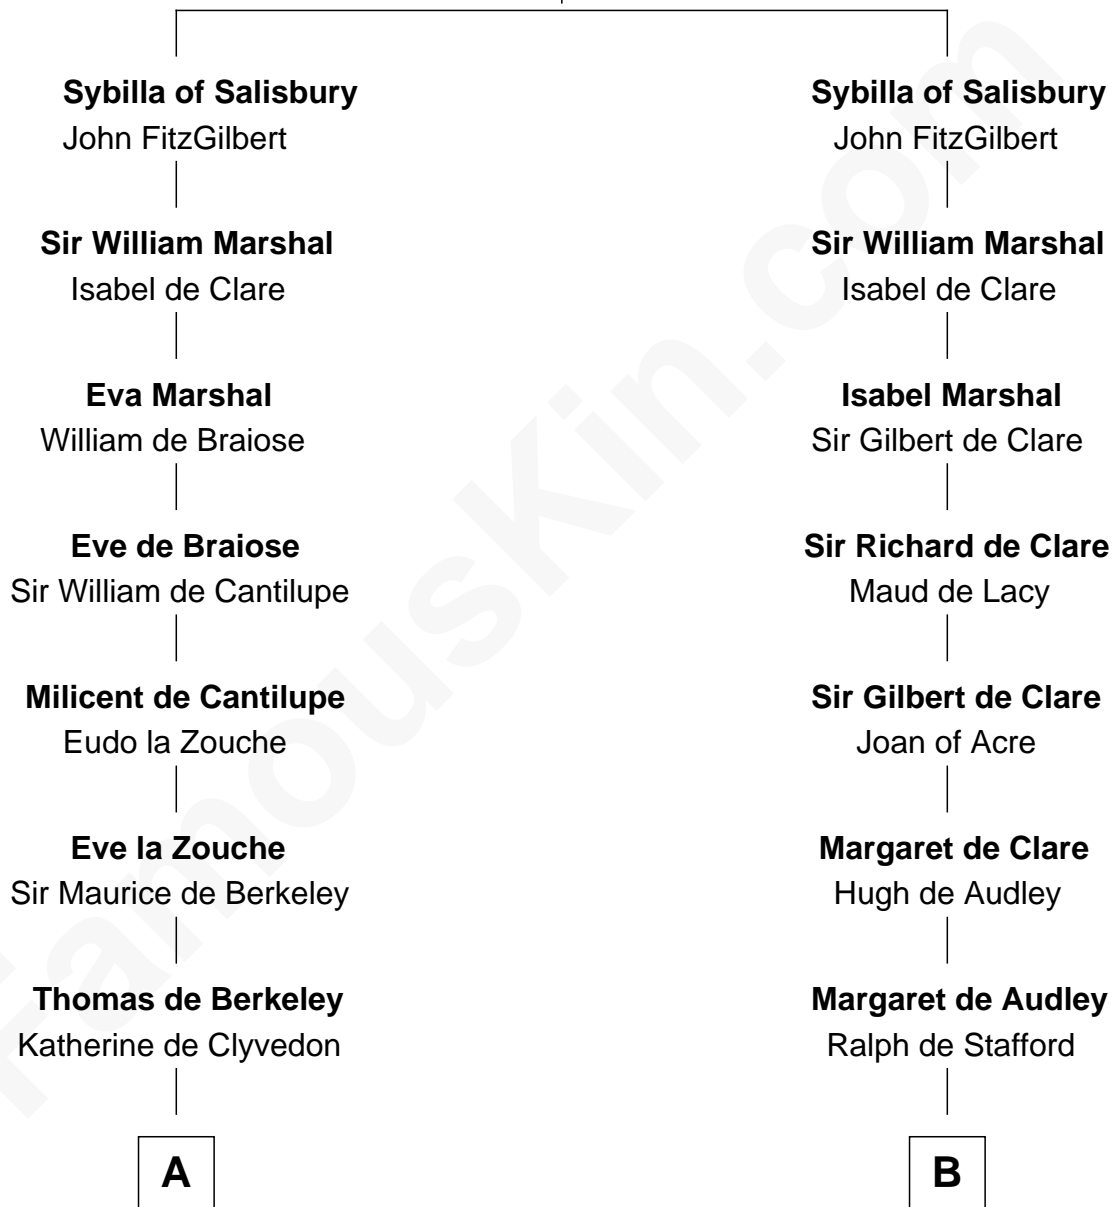 Sybilla of Salisbury
John FitzGilbert
Sir William Marshal
Isabel de Clare
Eva Marshal
William de Braiose
Eve de Braiose
Sir William de Cantilupe
Milicent de Cantilupe
Eudo la Zouche
Eve la Zouche
Sir Maurice de Berkeley
Thomas de Berkeley
Katherine de Clyvedon
A
Sybilla of Salisbury
John FitzGilbert
Sir William Marshal
Isabel de Clare
Isabel Marshal
Sir Gilbert de Clare
Sir Richard de Clare
Maud de Lacy
Sir Gilbert de Clare
Joan of Acre
Margaret de Clare
Hugh de Audley
Margaret de Audley
Ralph de Stafford
B
FamousKin.com